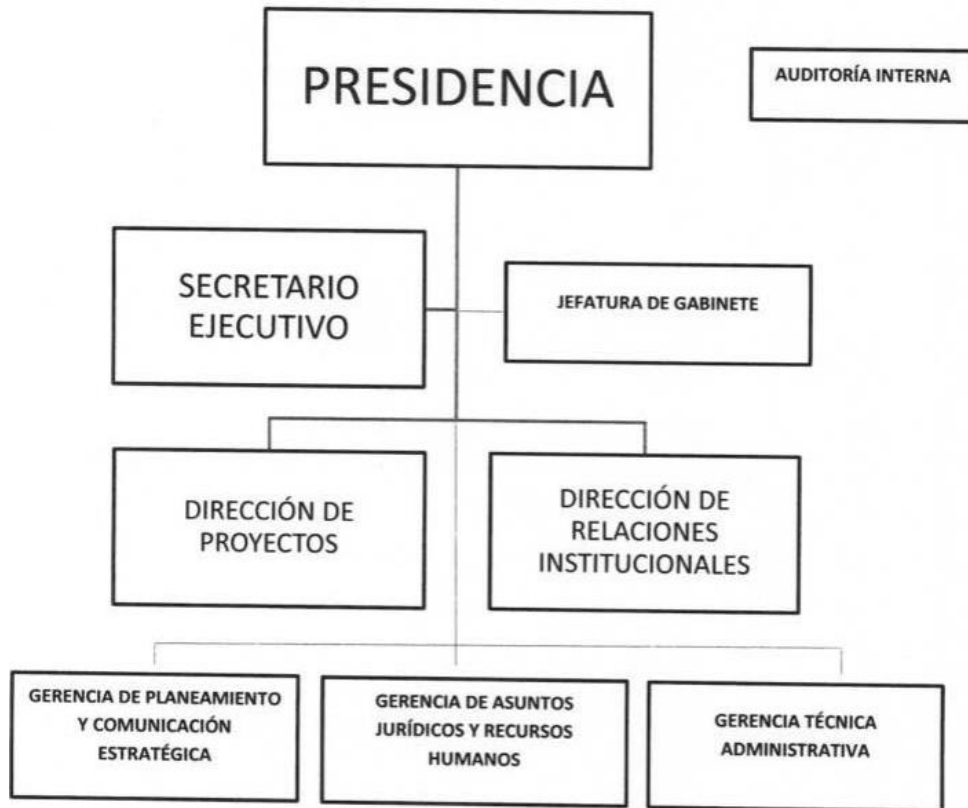 PRESIDENCIA
AUDITORÍA INTERNA
SECRETARIO
EJECUTIVO
JEFATURA DE GABINETE
DIRECCIÓN DE
PROYECTOS
DIRECCIÓN DE
RELACIONES
INSTITUCIONALES
GERENCIA DE PLANEAMIENTO
Y COMUNICACIÓN
ESTRATÉGICA
GERENCIA DE ASUNTOS
JURÍDICOS Y RECURSOS
HUMANOS
GERENCIA TÉCNICA
ADMINISTRATIVA